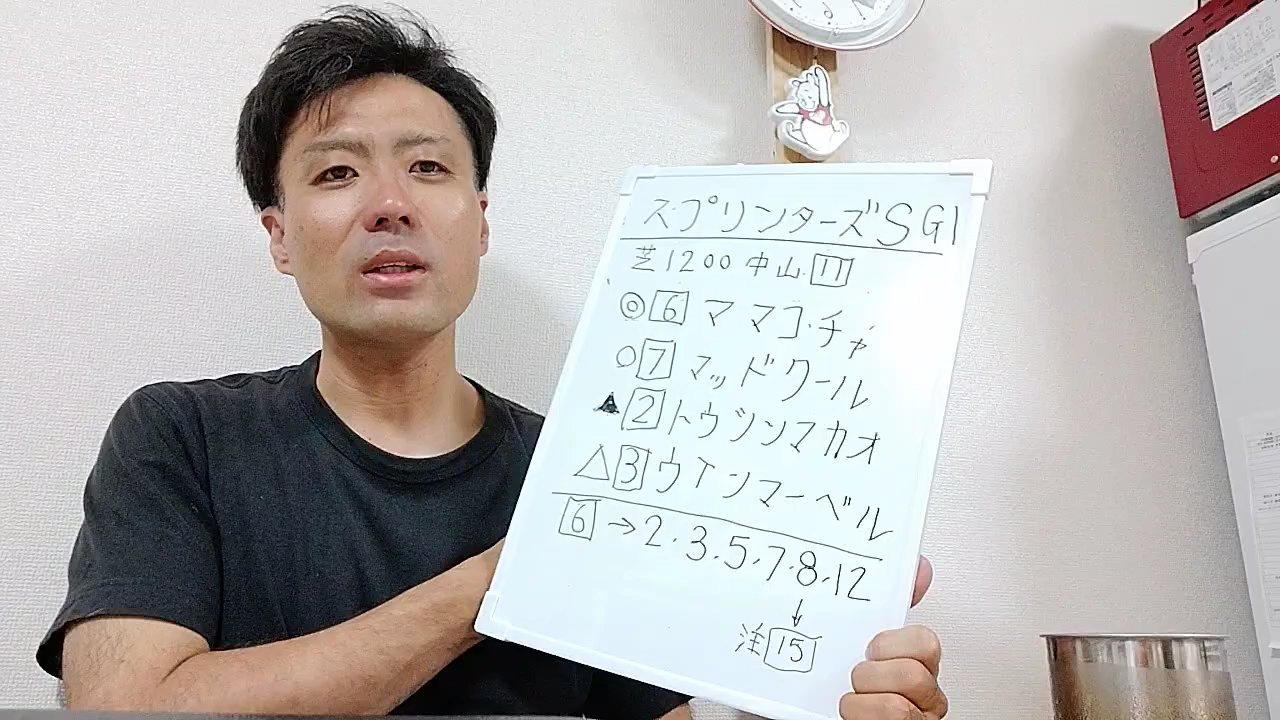 スプリンターズS G1
芝1200 中山 11
◎ 6 ママコチャ
○ 7 マッドクール
▲ 2 トウシンマカオ
△ 3 ウインマーベル
6 → 2.3.5.7.8.12
↓
注 15